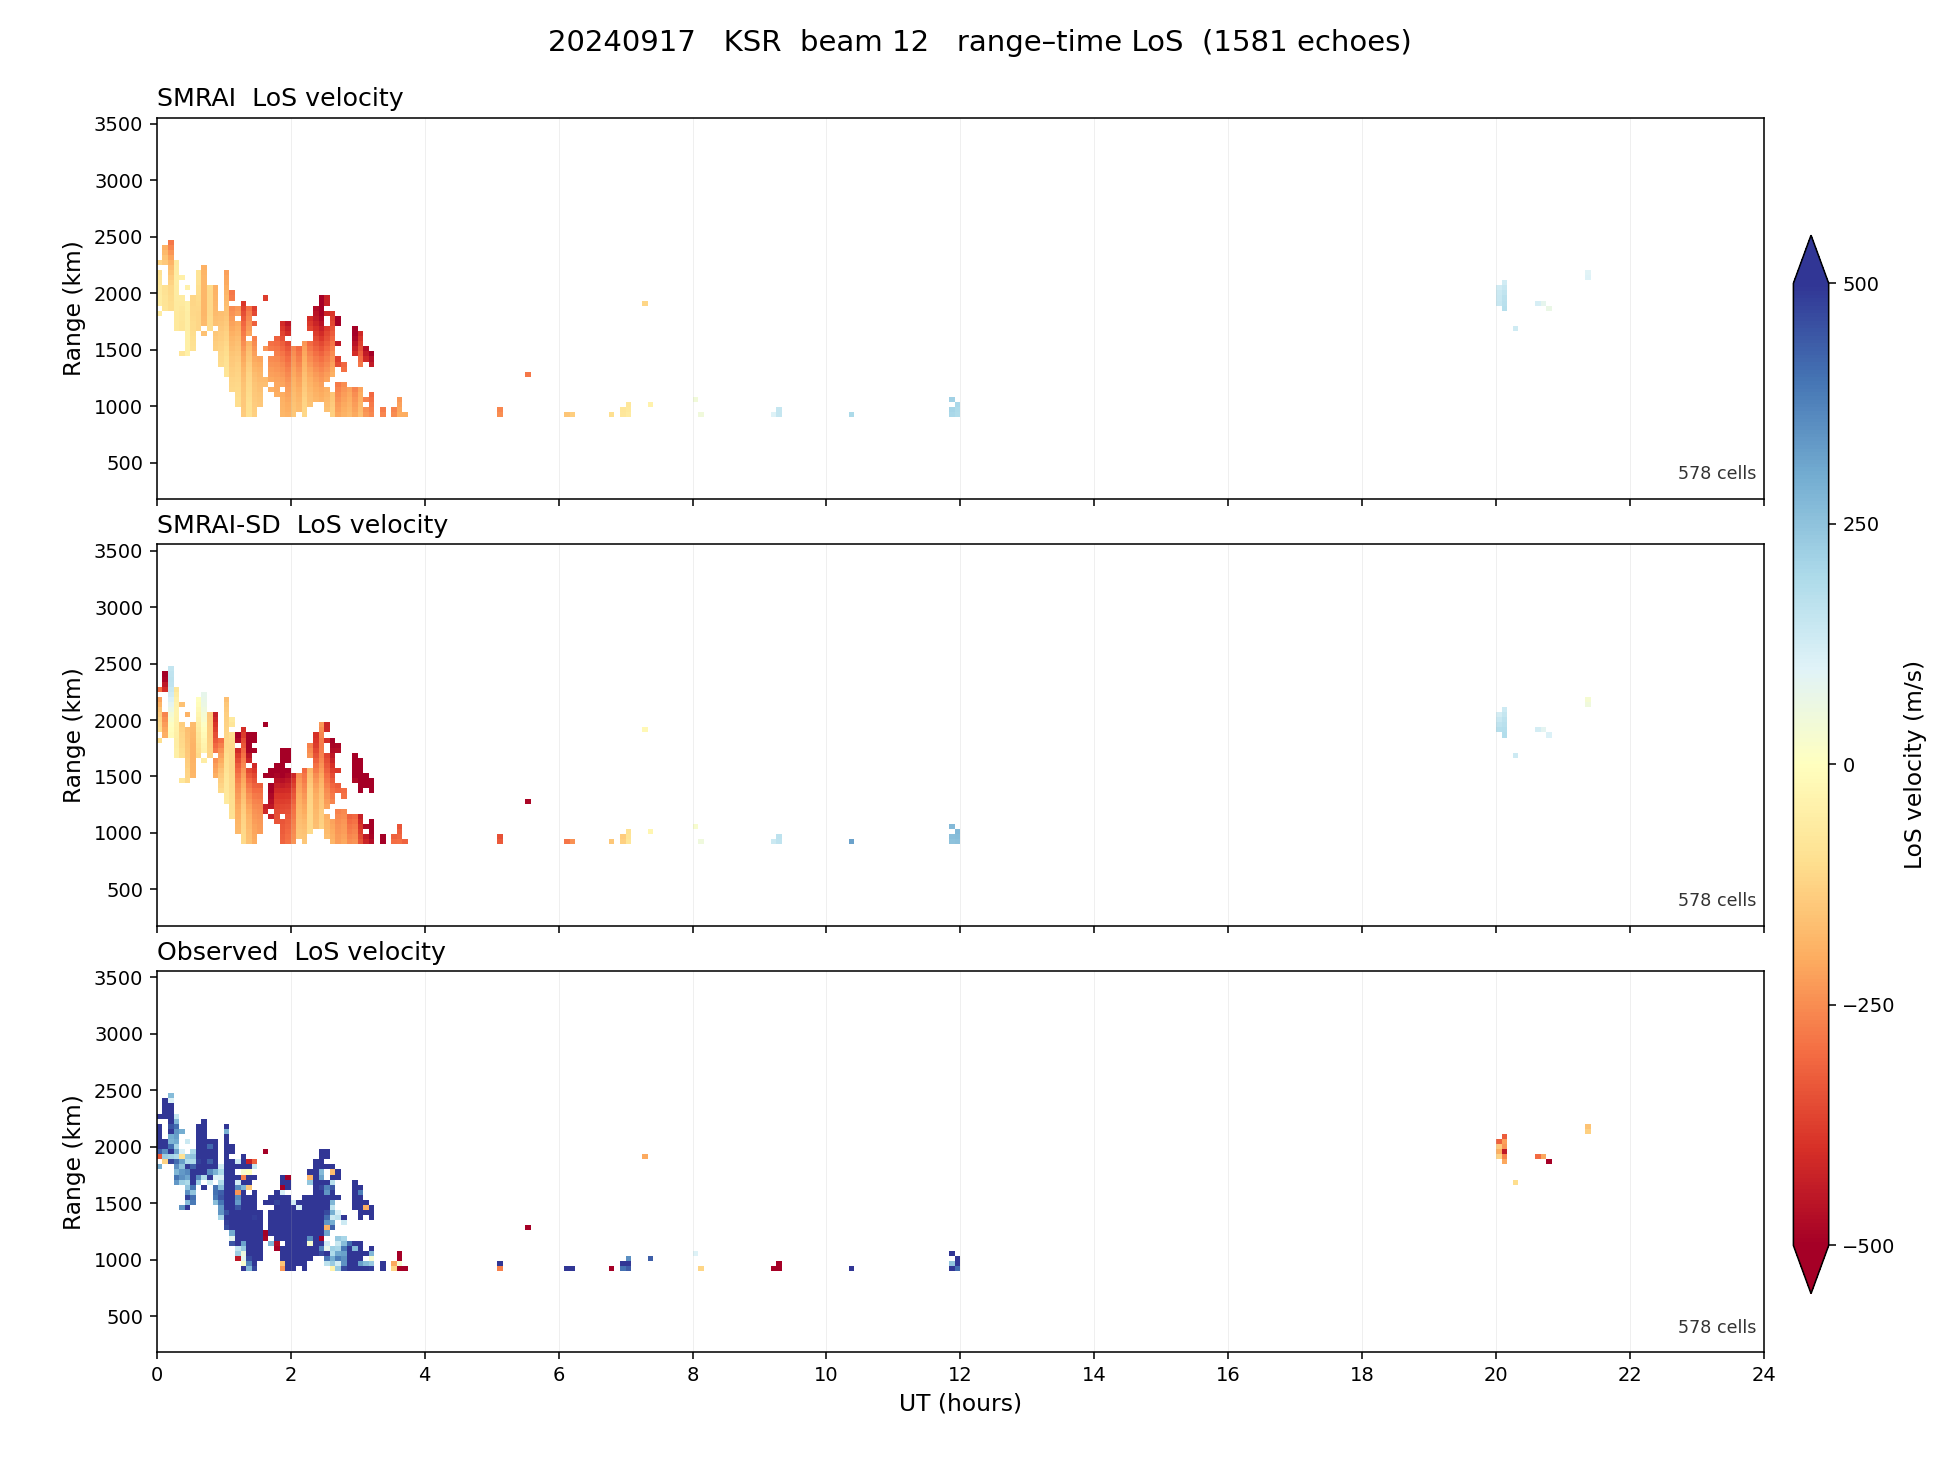 20240917   KSR  beam 12   range–time LoS  (1581 echoes)
SMRAI  LoS velocity
3500
3000
2500
2000
1500
1000
500
Range (km)
578 cells
SMRAI-SD  LoS velocity
3500
3000
2500
2000
1500
1000
500
Range (km)
578 cells
Observed  LoS velocity
3500
3000
2500
2000
1500
1000
500
Range (km)
578 cells
0 2 4 6 8 10 12 14 16 18 20 22 24
UT (hours)
500
250
0
−250
−500
LoS velocity (m/s)